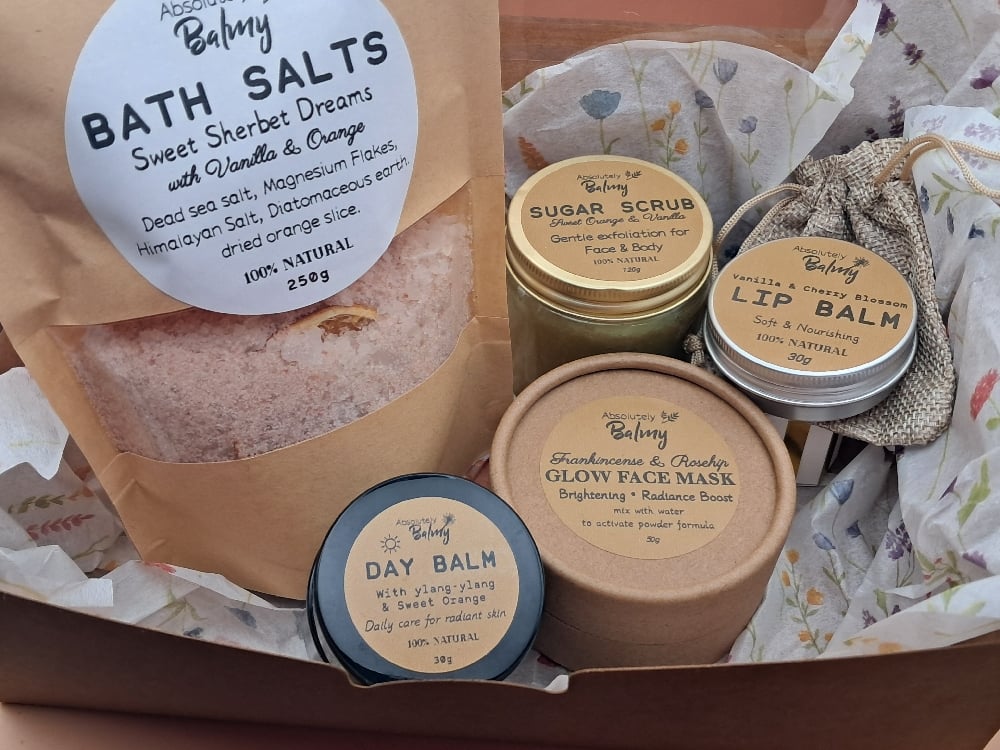 Absolutely
Balmy
BATH SALTS
Sweet Sherbet Dreams
with Vanilla & Orange
Dead sea salt, Magnesium Flakes,
Himalayan Salt, Diatomaceous earth,
dried orange slice.
100% NATURAL
250g
Absolutely
Balmy
SUGAR SCRUB
Sweet Orange & Vanilla
Gentle exfoliation for
Face & Body
100% NATURAL
120g
Absolutely
Balmy
Vanilla & Cherry Blossom
LIP BALM
Soft & Nourishing
100% NATURAL
30g
Absolutely
Balmy
Frankincense & Rosehip
GLOW FACE MASK
Brightening • Radiance Boost
mix with water
to activate powder formula
50g
Absolutely
Balmy
DAY BALM
With ylang-ylang
& Sweet Orange
Daily care for radiant skin
100% NATURAL
30g